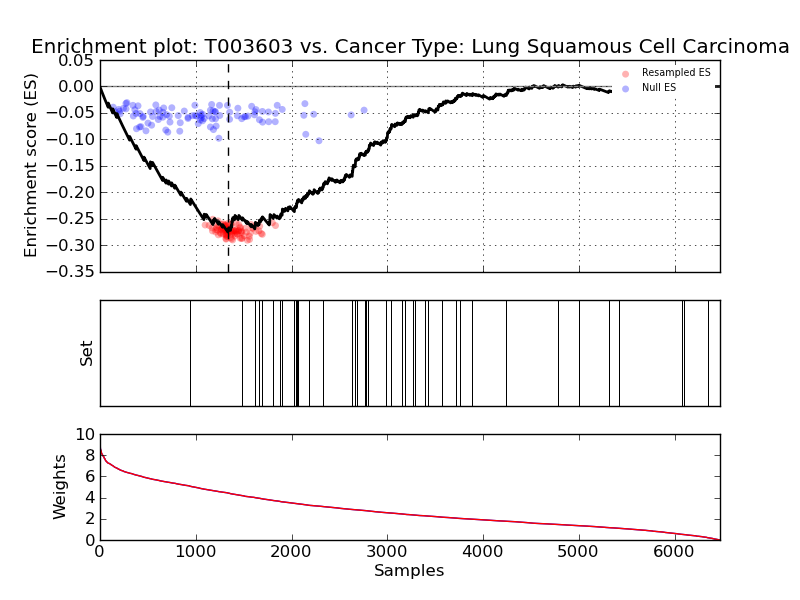 Enrichment plot: T003603 vs. Cancer Type: Lung Squamous Cell Carcinoma
0.05
0.00
−0.05
−0.10
−0.15
−0.20
−0.25
−0.30
−0.35
Enrichment score (ES)
Resampled ES
Null ES
Set
10
8
6
4
2
0
Weights
0 1000 2000 3000 4000 5000 6000
Samples